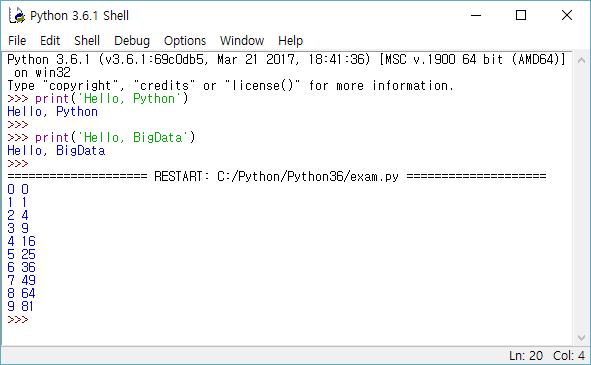 Python 3.6.1 Shell
File Edit Shell Debug Options Window Help
Python 3.6.1 (v3.6.1:69c0db5, Mar 21 2017, 18:41:36) [MSC v.1900 64 bit (AMD64)]
 on win32
Type "copyright", "credits" or "license()" for more information.
>>> print('Hello, Python')
Hello, Python
>>>
>>> print('Hello, BigData')
Hello, BigData
>>>
==================== RESTART: C:/Python/Python36/exam.py ====================
0 0
1 1
2 4
3 9
4 16
5 25
6 36
7 49
8 64
9 81
>>>
Ln: 20 Col: 4